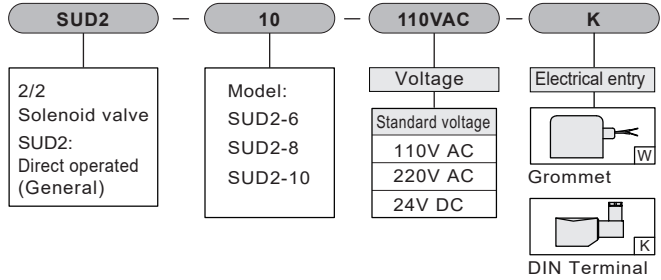 SUD2 — 10 — 110VAC — K
2/2
Solenoid valve
SUD2:
Direct operated
(General)
Model:
SUD2-6
SUD2-8
SUD2-10
Voltage
Standard voltage
110V AC
220V AC
24V DC
Electrical entry
W
Grommet
K
DIN Terminal